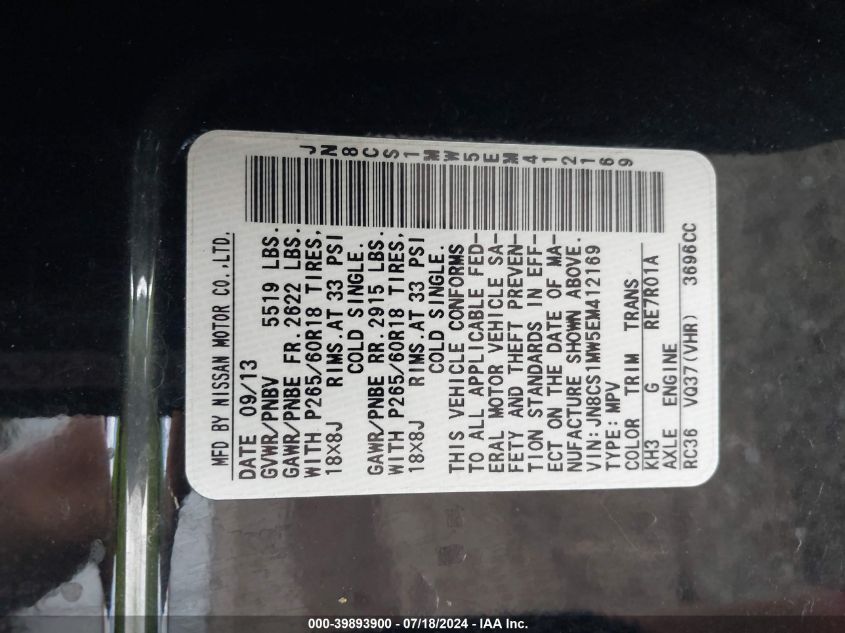 JN8CS1MW5EM412169
MFD BY NISSAN MOTOR CO.,LTD.
DATE 09/13
GVWR/PNBV 5519 LBS.
GAWR/PNBE FR. 2622 LBS.
WITH P265/60R18 TIRES,
18X8J RIMS.AT 33 PSI
COLD SINGLE.
GAWR/PNBE RR. 2915 LBS.
WITH P265/60R18 TIRES,
18X8J RIMS.AT 33 PSI
COLD SINGLE.
THIS VEHICLE CONFORMS
TO ALL APPLICABLE FED-
ERAL MOTOR VEHICLE SA-
FETY AND THEFT PREVEN-
TION STANDARDS IN EFF-
ECT ON THE DATE OF MA-
NUFACTURE SHOWN ABOVE.
VIN:JN8CS1MW5EM412169
TYPE: MPV
COLOR TRIM TRANS
KH3 G RE7R01A
AXLE ENGINE
RC36 VQ37(VHR) 3696CC
000-39893900 - 07/18/2024 - IAA Inc.